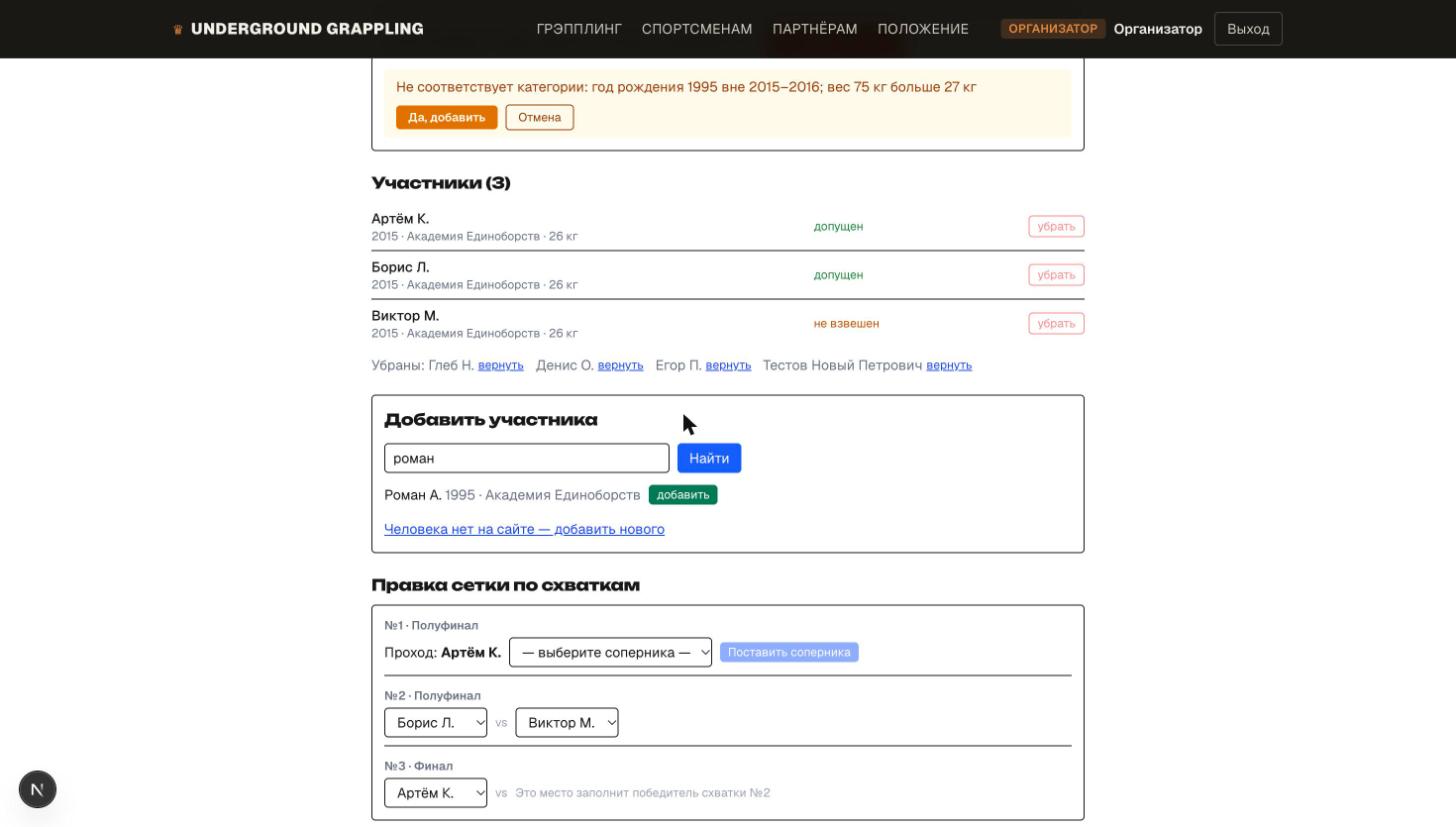 UNDERGROUND GRAPPLING ГРЭППЛИНГ СПОРТСМЕНАМ ПАРТНЁРАМ ПОЛОЖЕНИЕ ОРГАНИЗАТОР Организатор Выход
Не соответствует категории: год рождения 1995 вне 2015–2016; вес 75 кг больше 27 кг
Да, добавить Отмена
Участники (3)
Артём К.
2015 · Академия Единоборств · 26 кг
допущен убрать
Борис Л.
2015 · Академия Единоборств · 26 кг
допущен убрать
Виктор М.
2015 · Академия Единоборств · 26 кг
не взвешен убрать
Убраны: Глеб Н. вернуть Денис О. вернуть Егор П. вернуть Тестов Новый Петрович вернуть
Добавить участника
роман Найти
Роман А. 1995 · Академия Единоборств добавить
Человека нет на сайте — добавить нового
Правка сетки по схваткам
№1 · Полуфинал
Проход: Артём К. — выберите соперника — Поставить соперника
№2 · Полуфинал
Борис Л. vs Виктор М.
№3 · Финал
Артём К. vs Это место заполнит победитель схватки №2
N